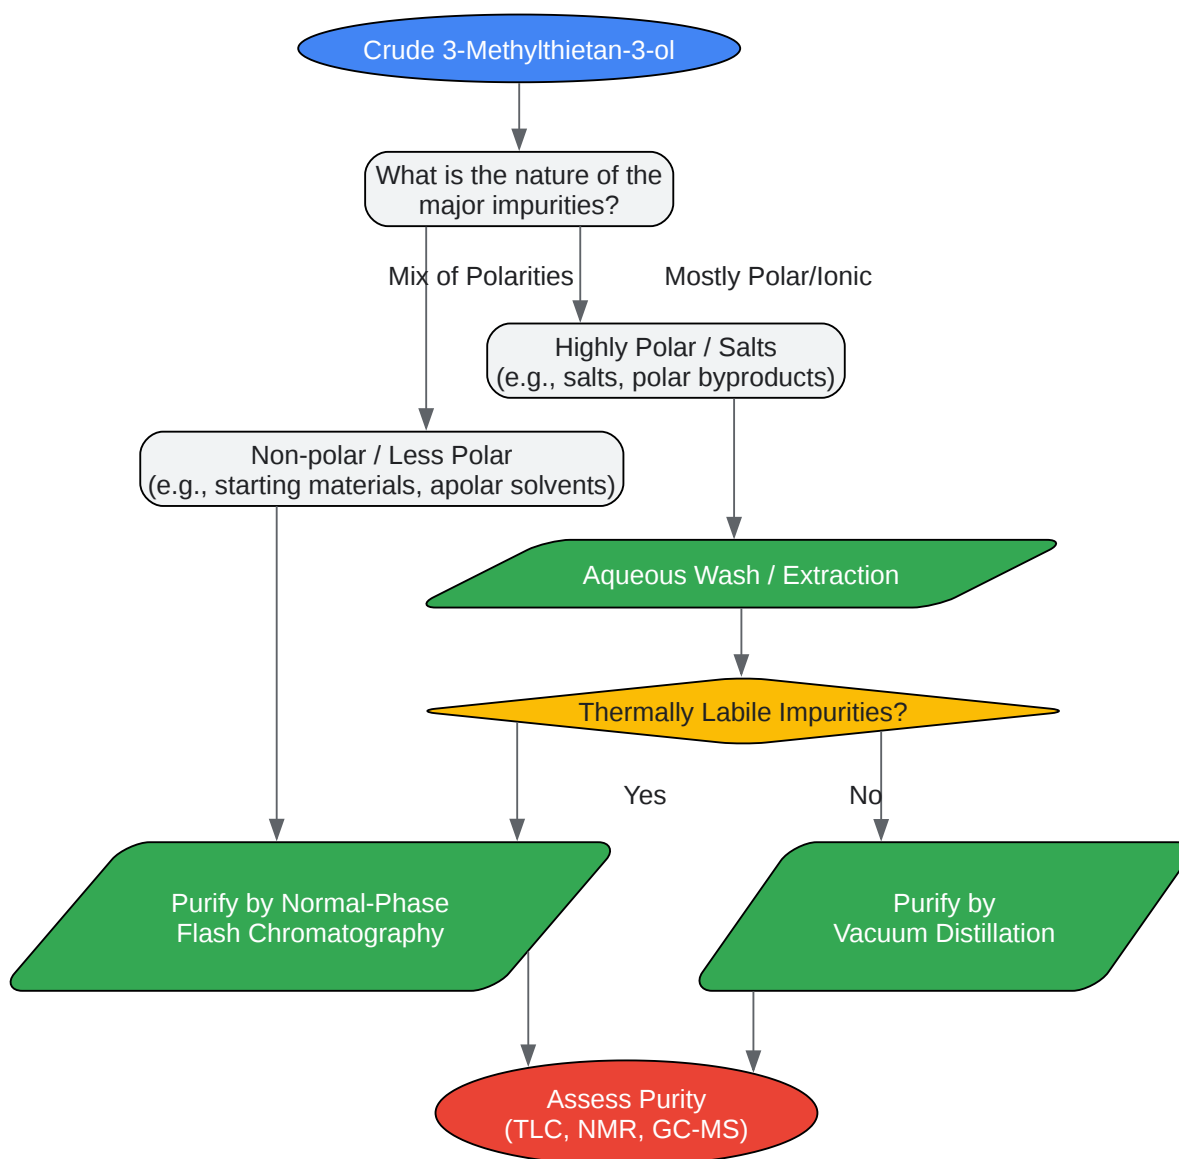 Crude 3-Methylthietan-3-ol
What is the nature of the
major impurities?
Mix of Polarities
Mostly Polar/Ionic
Highly Polar / Salts
(e.g., salts, polar byproducts)
Non-polar / Less Polar
(e.g., starting materials, apolar solvents)
Aqueous Wash / Extraction
Thermally Labile Impurities?
Yes
No
Purify by Normal-Phase
Flash Chromatography
Purify by
Vacuum Distillation
Assess Purity
(TLC, NMR, GC-MS)